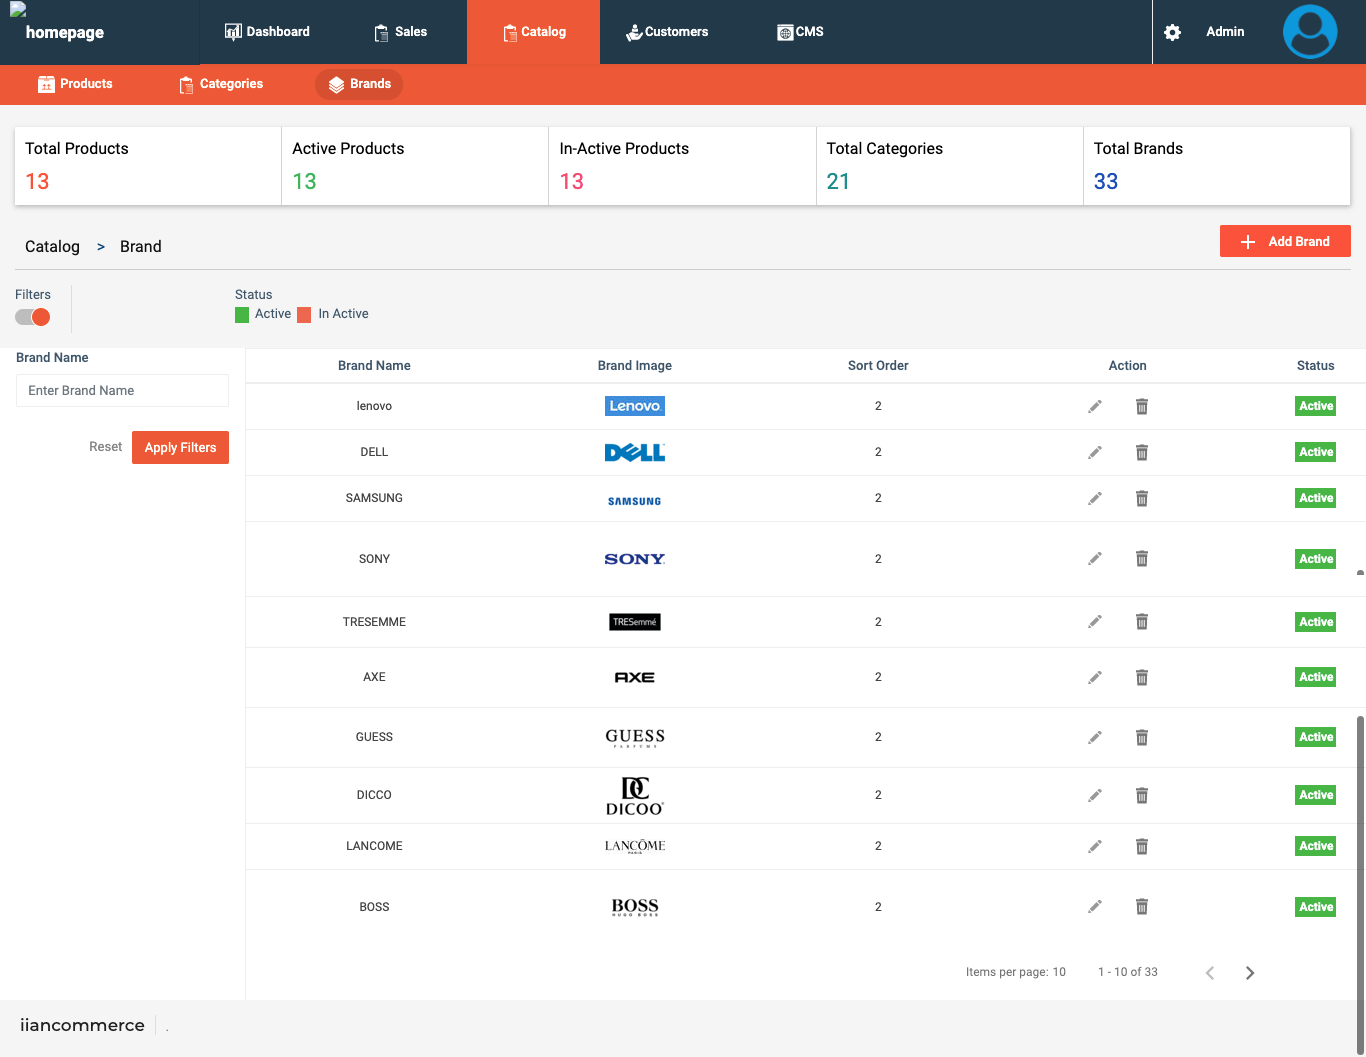 homepage
Dashboard
Sales
Catalog
Customers
CMS
Admin
Products
Categories
Brands
Total Products
13
Active Products
13
In-Active Products
13
Total Categories
21
Total Brands
33
Catalog > Brand
Add Brand
Filters
Status
Active In Active
Brand Name
Enter Brand Name
Reset Apply Filters
Brand Name Brand Image Sort Order Action Status
lenovo Lenovo 2 Active
DELL DELL 2 Active
SAMSUNG SAMSUNG 2 Active
SONY SONY 2 Active
TRESEMME TRESemmé 2 Active
AXE AXE 2 Active
GUESS GUESS 2 Active
PARFUMS
DICCO DC DICOO 2 Active
LANCOME LANCÔME 2 Active
PARIS
BOSS BOSS 2 Active
HUGO BOSS
Items per page: 10 1 - 10 of 33
iiancommerce .